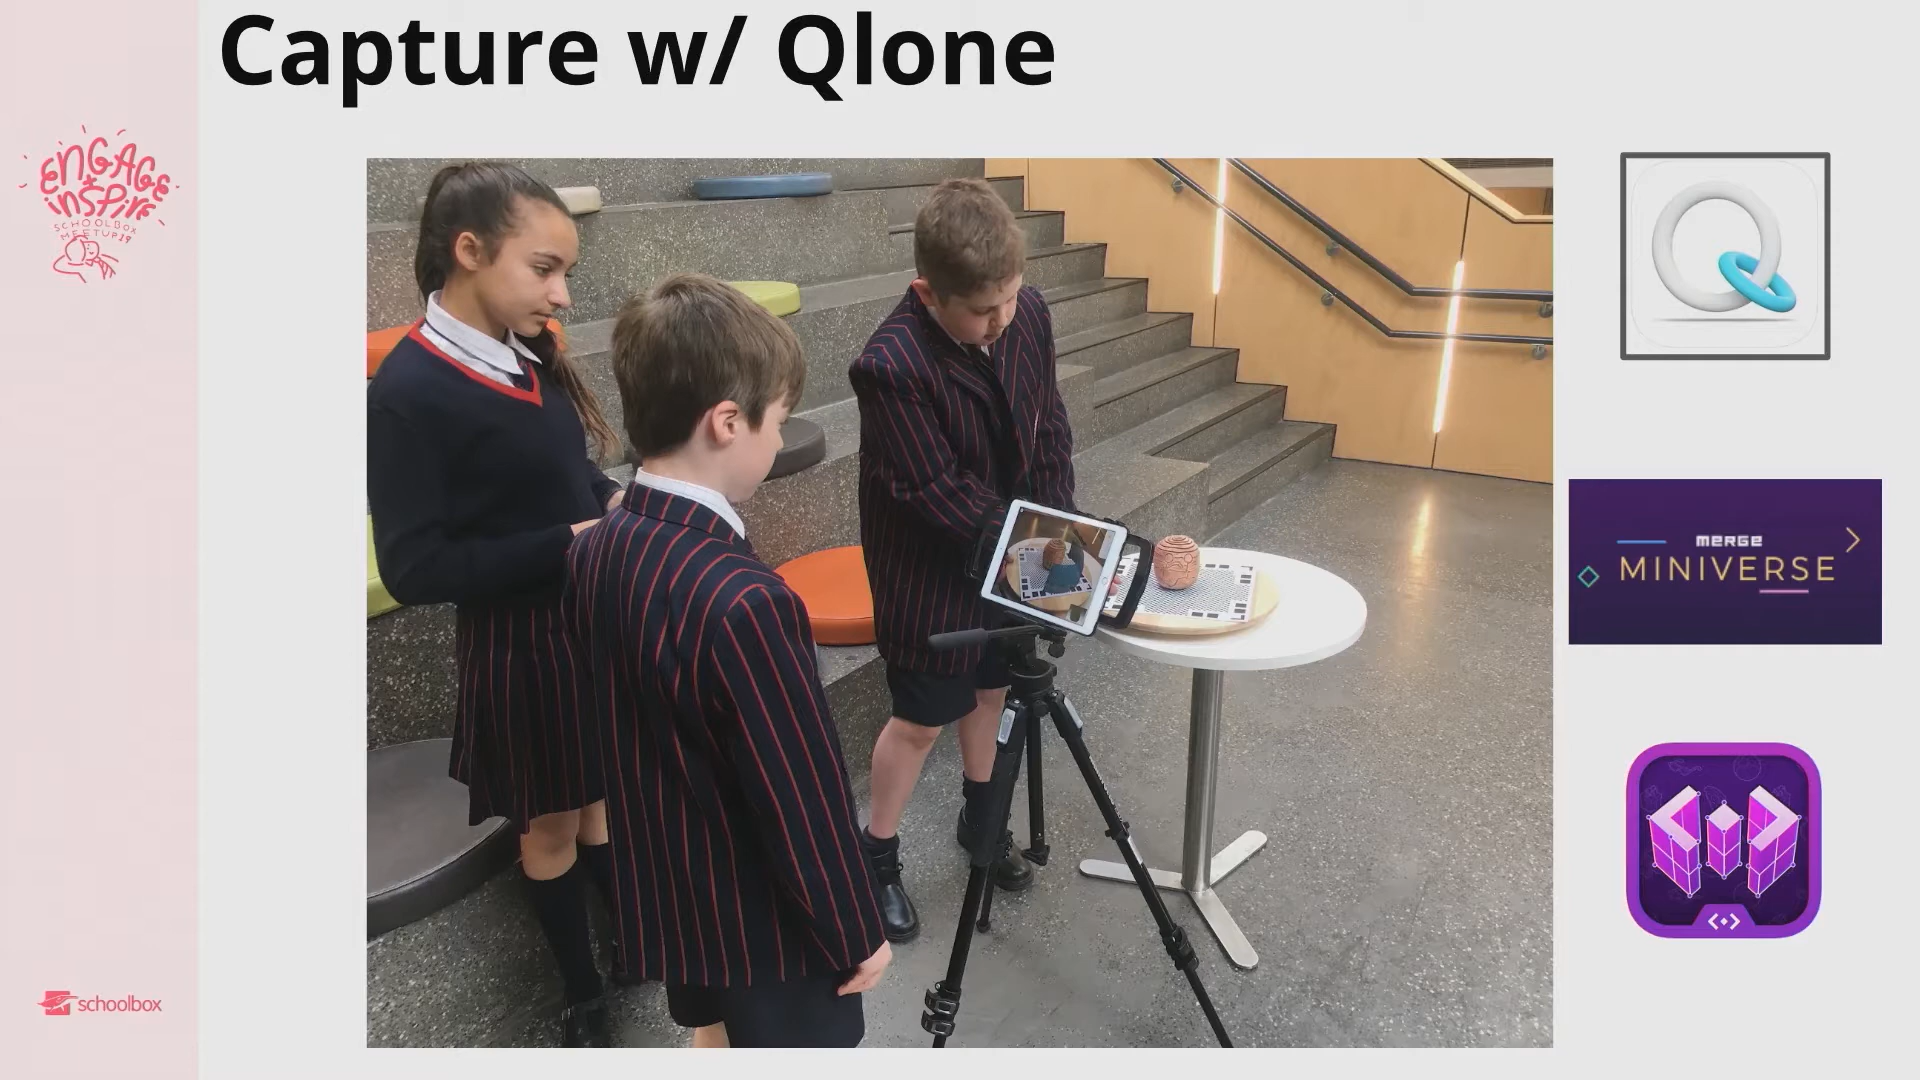 Capture w/ Qlone
ENGAGE
+
INSPIRE
SCHOOLBOX
MEETUP19
schoolbox
MERGE
MINIVERSE